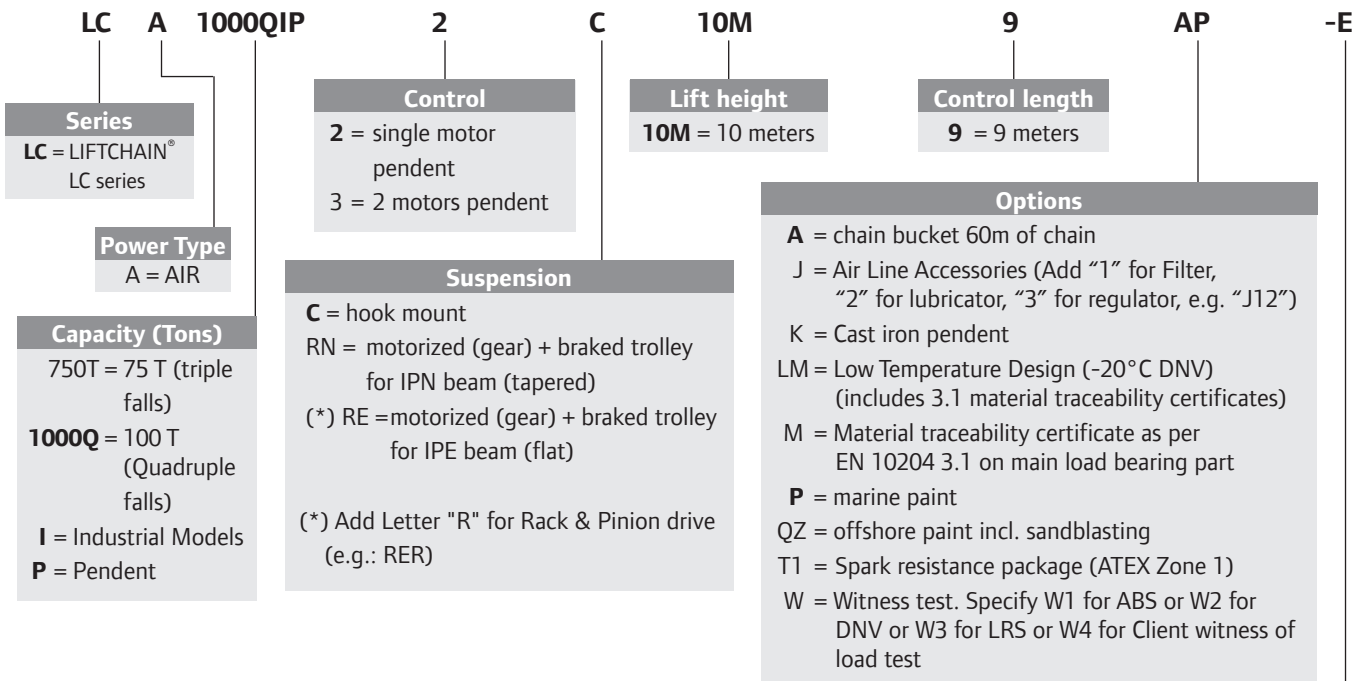 LC A 1000QIP 2 C 10M 9 AP -E
Series
LC = LIFTCHAIN®
LC series
Power Type
A = AIR
Capacity (Tons)
750T = 75 T (triple
falls)
1000Q = 100 T
(Quadruple
falls)
I = Industrial Models
P = Pendent
Control
2 = single motor
pendent
3 = 2 motors pendent
Suspension
C = hook mount
RN = motorized (gear) + braked trolley
for IPN beam (tapered)
(*) RE =motorized (gear) + braked trolley
for IPE beam (flat)
(*) Add Letter "R" for Rack & Pinion drive
(e.g.: RER)
Lift height
10M = 10 meters
Control length
9 = 9 meters
Options
A = chain bucket 60m of chain
J = Air Line Accessories (Add “1” for Filter,
“2” for lubricator, “3” for regulator, e.g. “J12”)
K = Cast iron pendent
LM = Low Temperature Design (-20°C DNV)
(includes 3.1 material traceability certificates)
M = Material traceability certificate as per
EN 10204 3.1 on main load bearing part
P = marine paint
QZ = offshore paint incl. sandblasting
T1 = Spark resistance package (ATEX Zone 1)
W = Witness test. Specify W1 for ABS or W2 for
DNV or W3 for LRS or W4 for Client witness of
load test